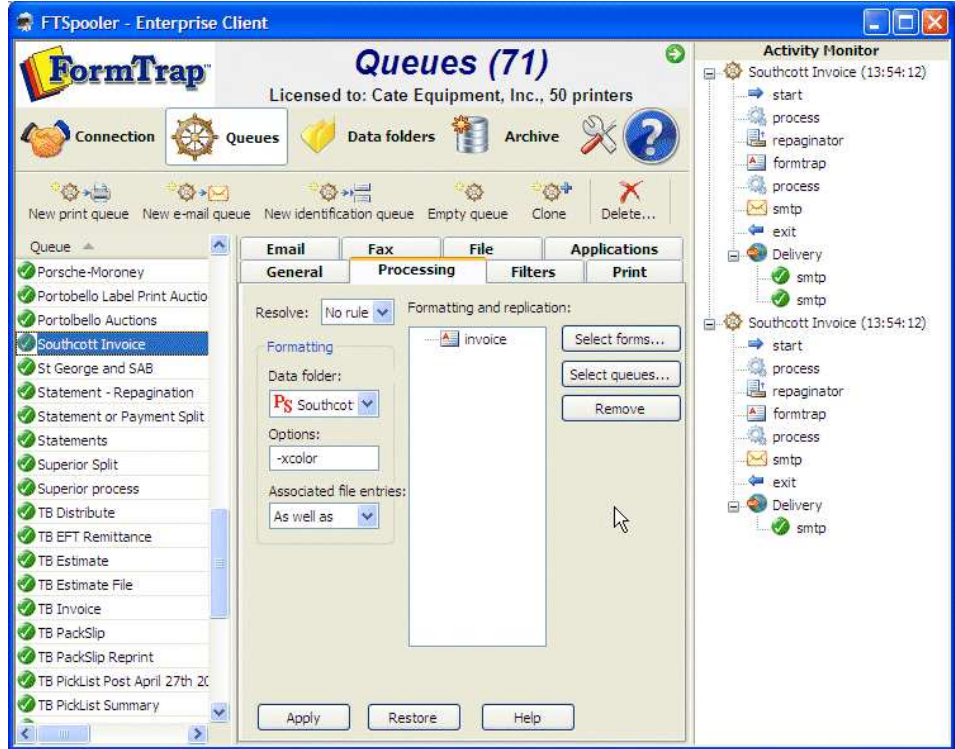 FTSpooler - Enterprise Client
FormTrap™
Queues (71)
Licensed to: Cate Equipment, Inc., 50 printers
Connection
Queues
Data folders
Archive
?
New print queue
New e-mail queue
New identification queue
Empty queue
Clone
Delete...
Queue
Porsche-Moroney
Portobello Label Print Auctio
Portolbello Auctions
Southcott Invoice
St George and SAB
Statement - Repagination
Statement or Payment Split
Statements
Superior Split
Superior process
TB Distribute
TB EFT Remittance
TB Estimate
TB Estimate File
TB Invoice
TB PackSlip
TB PackSlip Reprint
TB PickList Post April 27th 20
TB PickList Summary
Email
Fax
File
Applications
General
Processing
Filters
Print
Resolve:
No rule
Formatting
Data folder:
PS Southcot
Options:
-xcolor
Associated file entries:
As well as
Formatting and replication:
invoice
Select forms...
Select queues...
Remove
Apply
Restore
Help
Activity Monitor
Southcott Invoice (13:54:12)
start
process
repaginator
formtrap
process
smtp
exit
Delivery
smtp
smtp
Southcott Invoice (13:54:12)
start
process
repaginator
formtrap
process
smtp
exit
Delivery
smtp